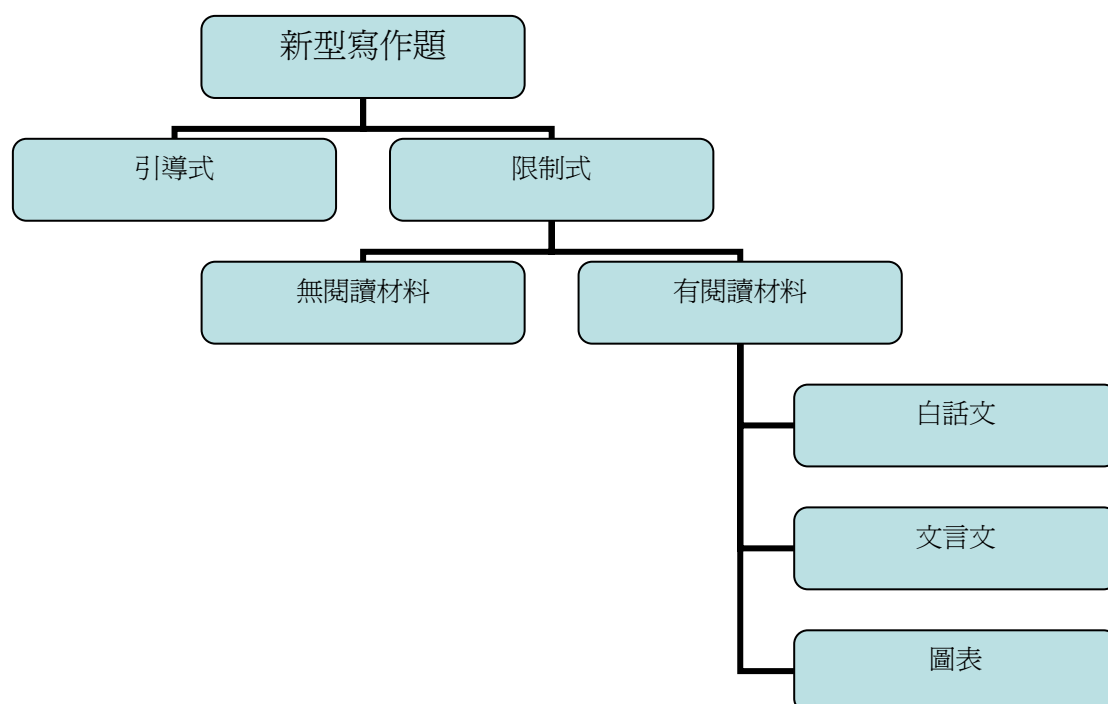 新型寫作題
引導式
限制式
無閱讀材料
有閱讀材料
白話文
文言文
圖表